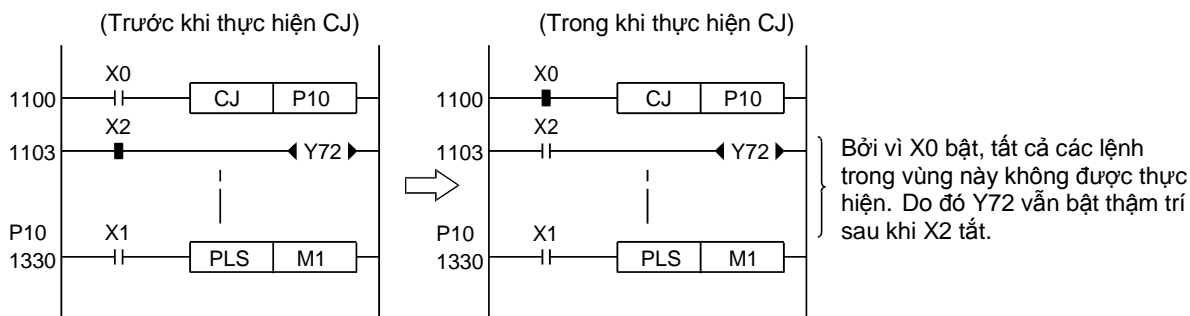 (Trước khi thực hiện CJ)
X0
1100 CJ P10
X2
1103 Y72
P10 X1
1330 PLS M1
(Trong khi thực hiện CJ)
X0
1100 CJ P10
X2
1103 Y72
P10 X1
1330 PLS M1
Bởi vì X0 bật, tất cả các lệnh
trong vùng này không được thực
hiện. Do đó Y72 vẫn bật thậm trí
sau khi X2 tắt.